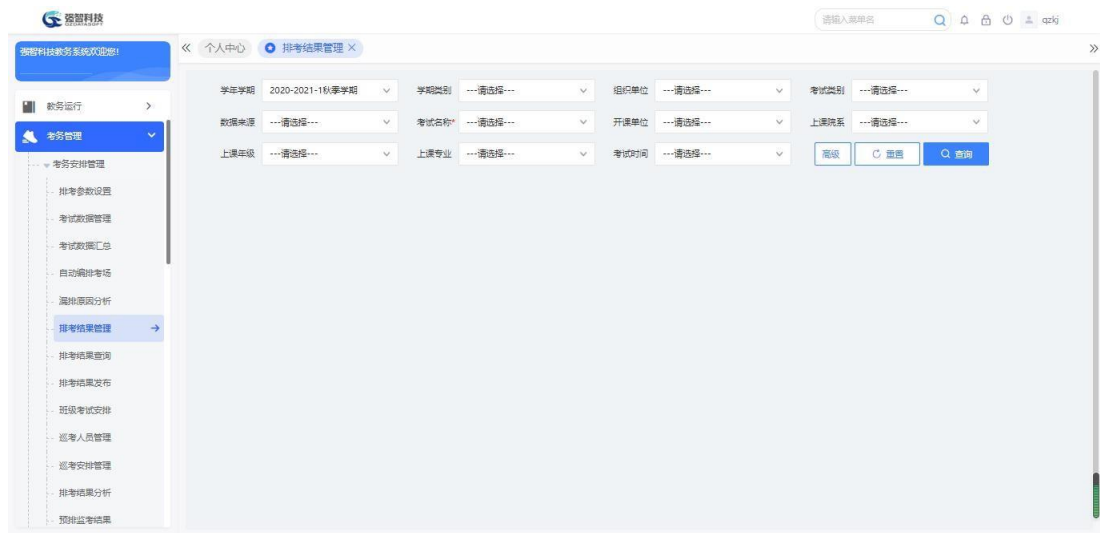 强智科技
QZDATASOFT
请输入菜单名
qzkj
强智科技教务系统欢迎您!
个人中心
排考结果管理
教务运行
考务管理
考务安排管理
排考参数设置
考试数据管理
考试数据汇总
自动编排考场
漏排原因分析
排考结果管理
排考结果查询
排考结果发布
班级考试安排
巡考人员管理
巡考安排管理
排考结果分析
预排监考结果
学年学期 2020-2021-1秋季学期 学期类别 ---请选择--- 组织单位 ---请选择--- 考试类别 ---请选择---
数据来源 ---请选择--- 考试名称* ---请选择--- 开课单位 ---请选择--- 上课院系 ---请选择---
上课年级 ---请选择--- 上课专业 ---请选择--- 考试时间 ---请选择--- 高级 重置 查询